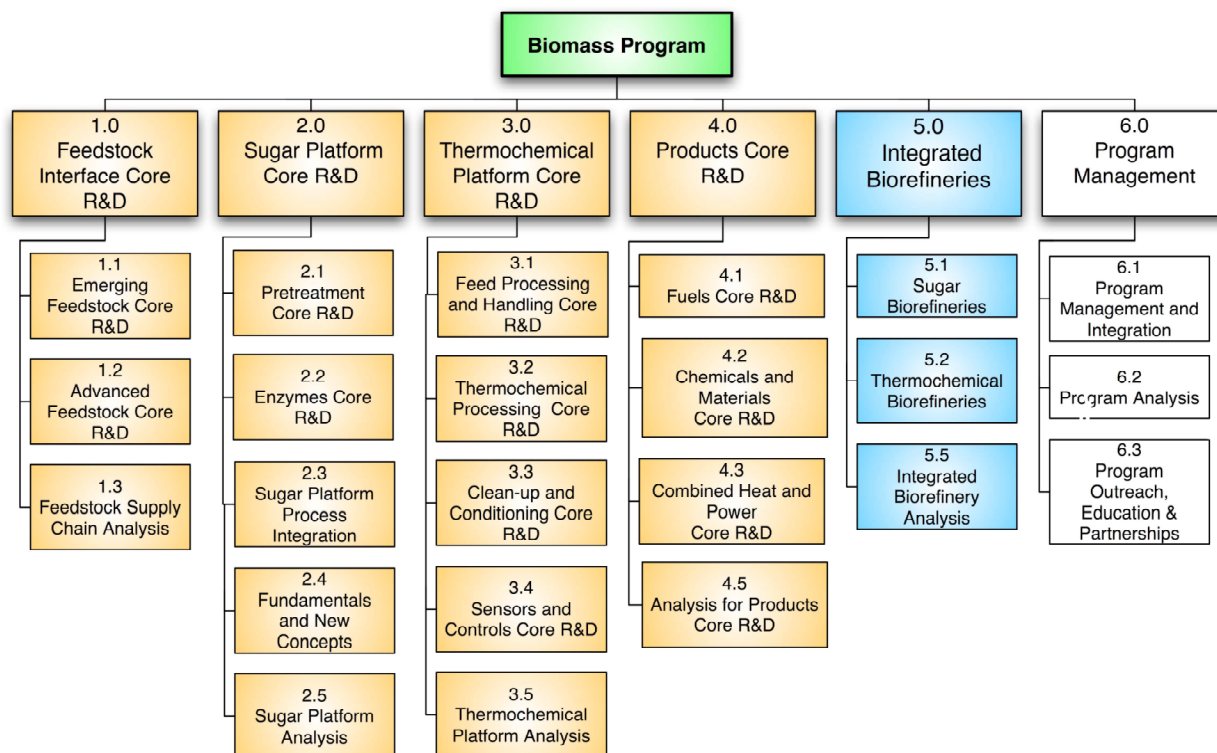 Biomass Program
1.0
Feedstock
Interface Core
R&D
2.0
Sugar Platform
Core R&D
3.0
Thermochemical
Platform Core
R&D
4.0
Products Core
R&D
5.0
Integrated
Biorefineries
6.0
Program
Management
1.1
Emerging
Feedstock Core
R&D
1.2
Advanced
Feedstock Core
R&D
1.3
Feedstock Supply
Chain Analysis
2.1
Pretreatment
Core R&D
2.2
Enzymes Core
R&D
2.3
Sugar Platform
Process
Integration
2.4
Fundamentals
and New
Concepts
2.5
Sugar Platform
Analysis
3.1
Feed Processing
and Handling Core
R&D
3.2
Thermochemical
Processing Core
R&D
3.3
Clean-up and
Conditioning Core
R&D
3.4
Sensors and
Controls Core R&D
3.5
Thermochemical
Platform Analysis
4.1
Fuels Core R&D
4.2
Chemicals and
Materials
Core R&D
4.3
Combined Heat and
Power
Core R&D
4.5
Analysis for Products
Core R&D
5.1
Sugar
Biorefineries
5.2
Thermochemical
Biorefineries
5.5
Integrated
Biorefinery
Analysis
6.1
Program
Management and
Integration
6.2
Program Analysis
6.3
Program
Outreach,
Education &
Partnerships